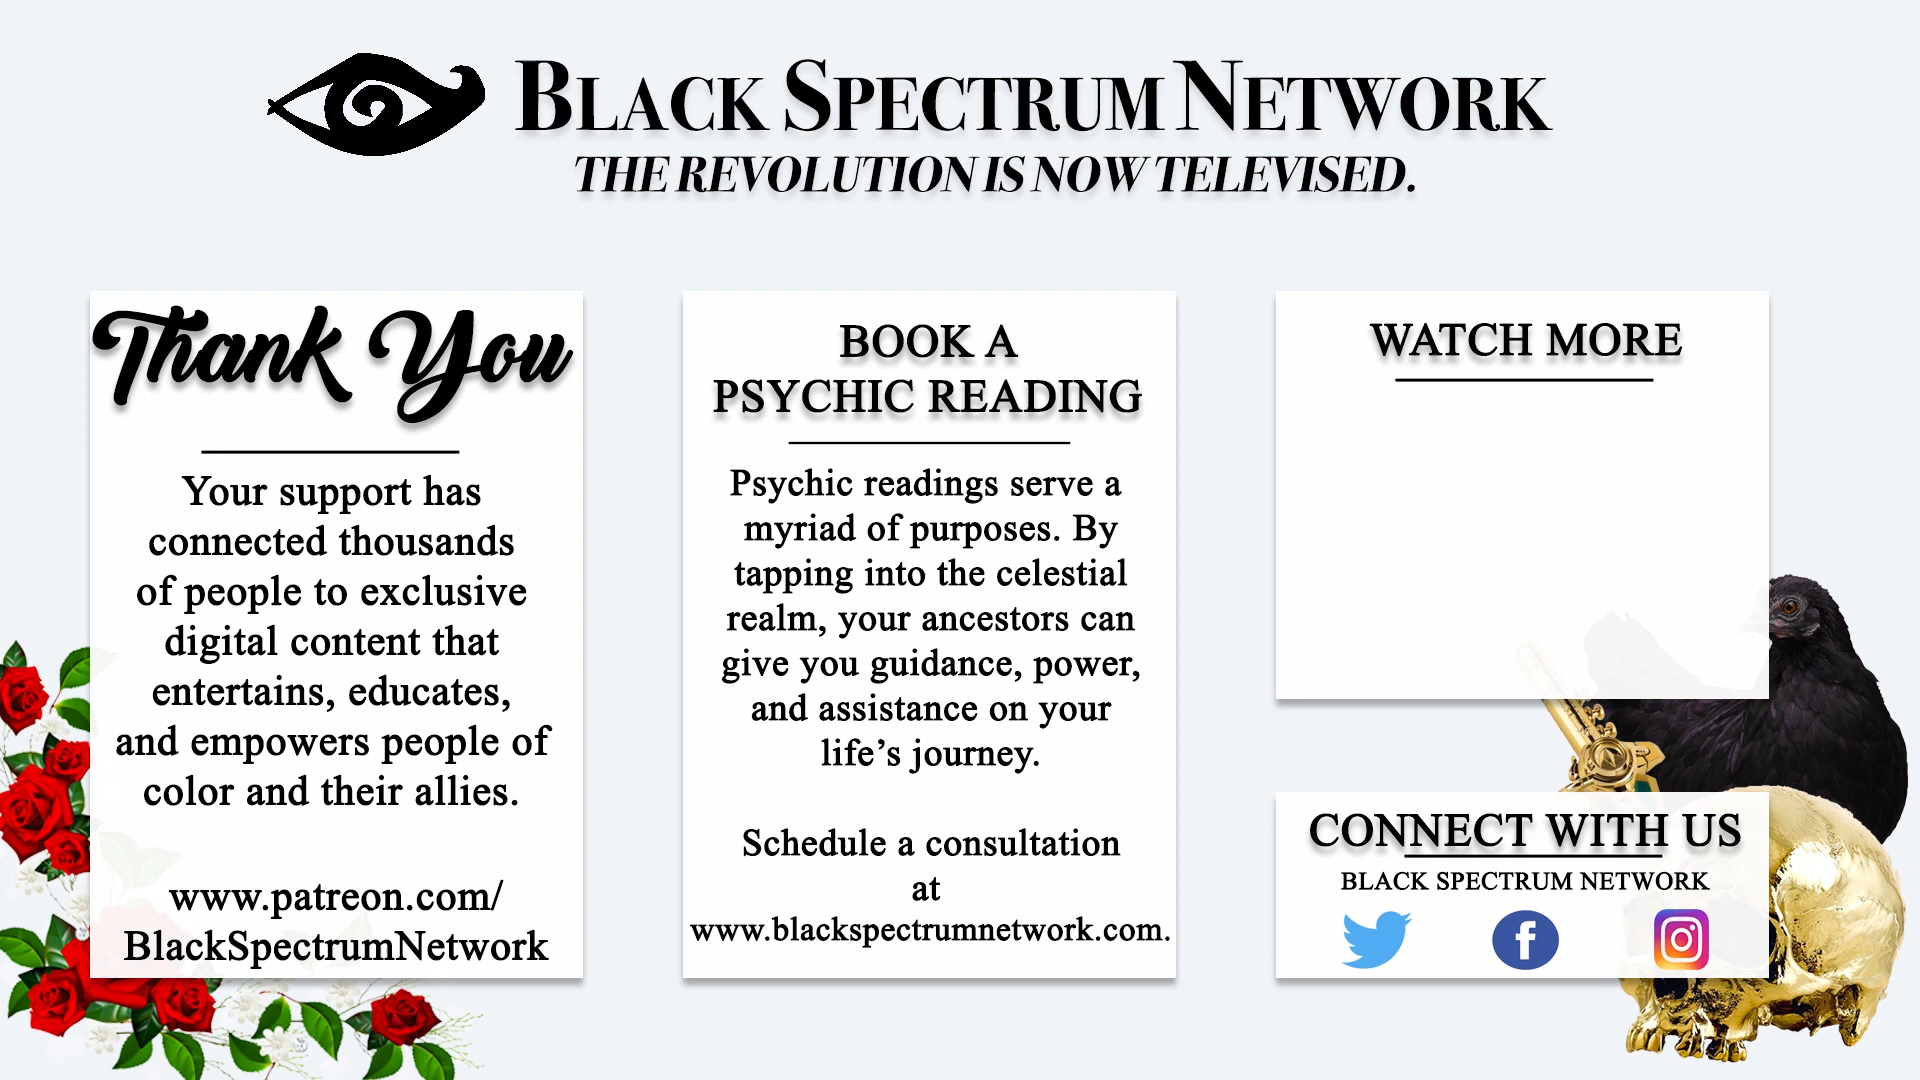 BLACK SPECTRUM NETWORK
THE REVOLUTION IS NOW TELEVISED.
Thank You
Your support has
connected thousands
of people to exclusive
digital content that
entertains, educates,
and empowers people of
color and their allies.
www.patreon.com/
BlackSpectrumNetwork
BOOK A
PSYCHIC READING
Psychic readings serve a
myriad of purposes. By
tapping into the celestial
realm, your ancestors can
give you guidance, power,
and assistance on your
life’s journey.
Schedule a consultation
at
www.blackspectrumnetwork.com.
WATCH MORE
CONNECT WITH US
BLACK SPECTRUM NETWORK